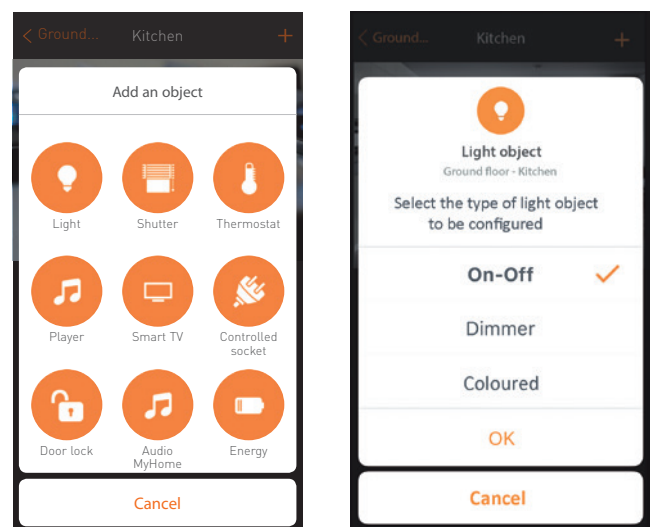 < Ground...
Kitchen
+
Add an object
Light
Shutter
Thermostat
Player
Smart TV
Controlled
socket
Door lock
Audio
MyHome
Energy
Cancel
< Ground...
Kitchen
+
Light object
Ground floor - Kitchen
Select the type of light object
to be configured
On-Off
Dimmer
Coloured
OK
Cancel